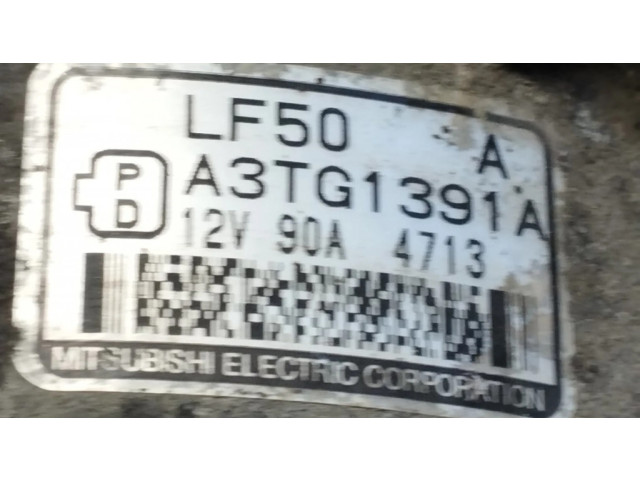 LF50 A
P D A3TG1391A
12V 90A 4713
MITSUBISHI ELECTRIC CORPORATION